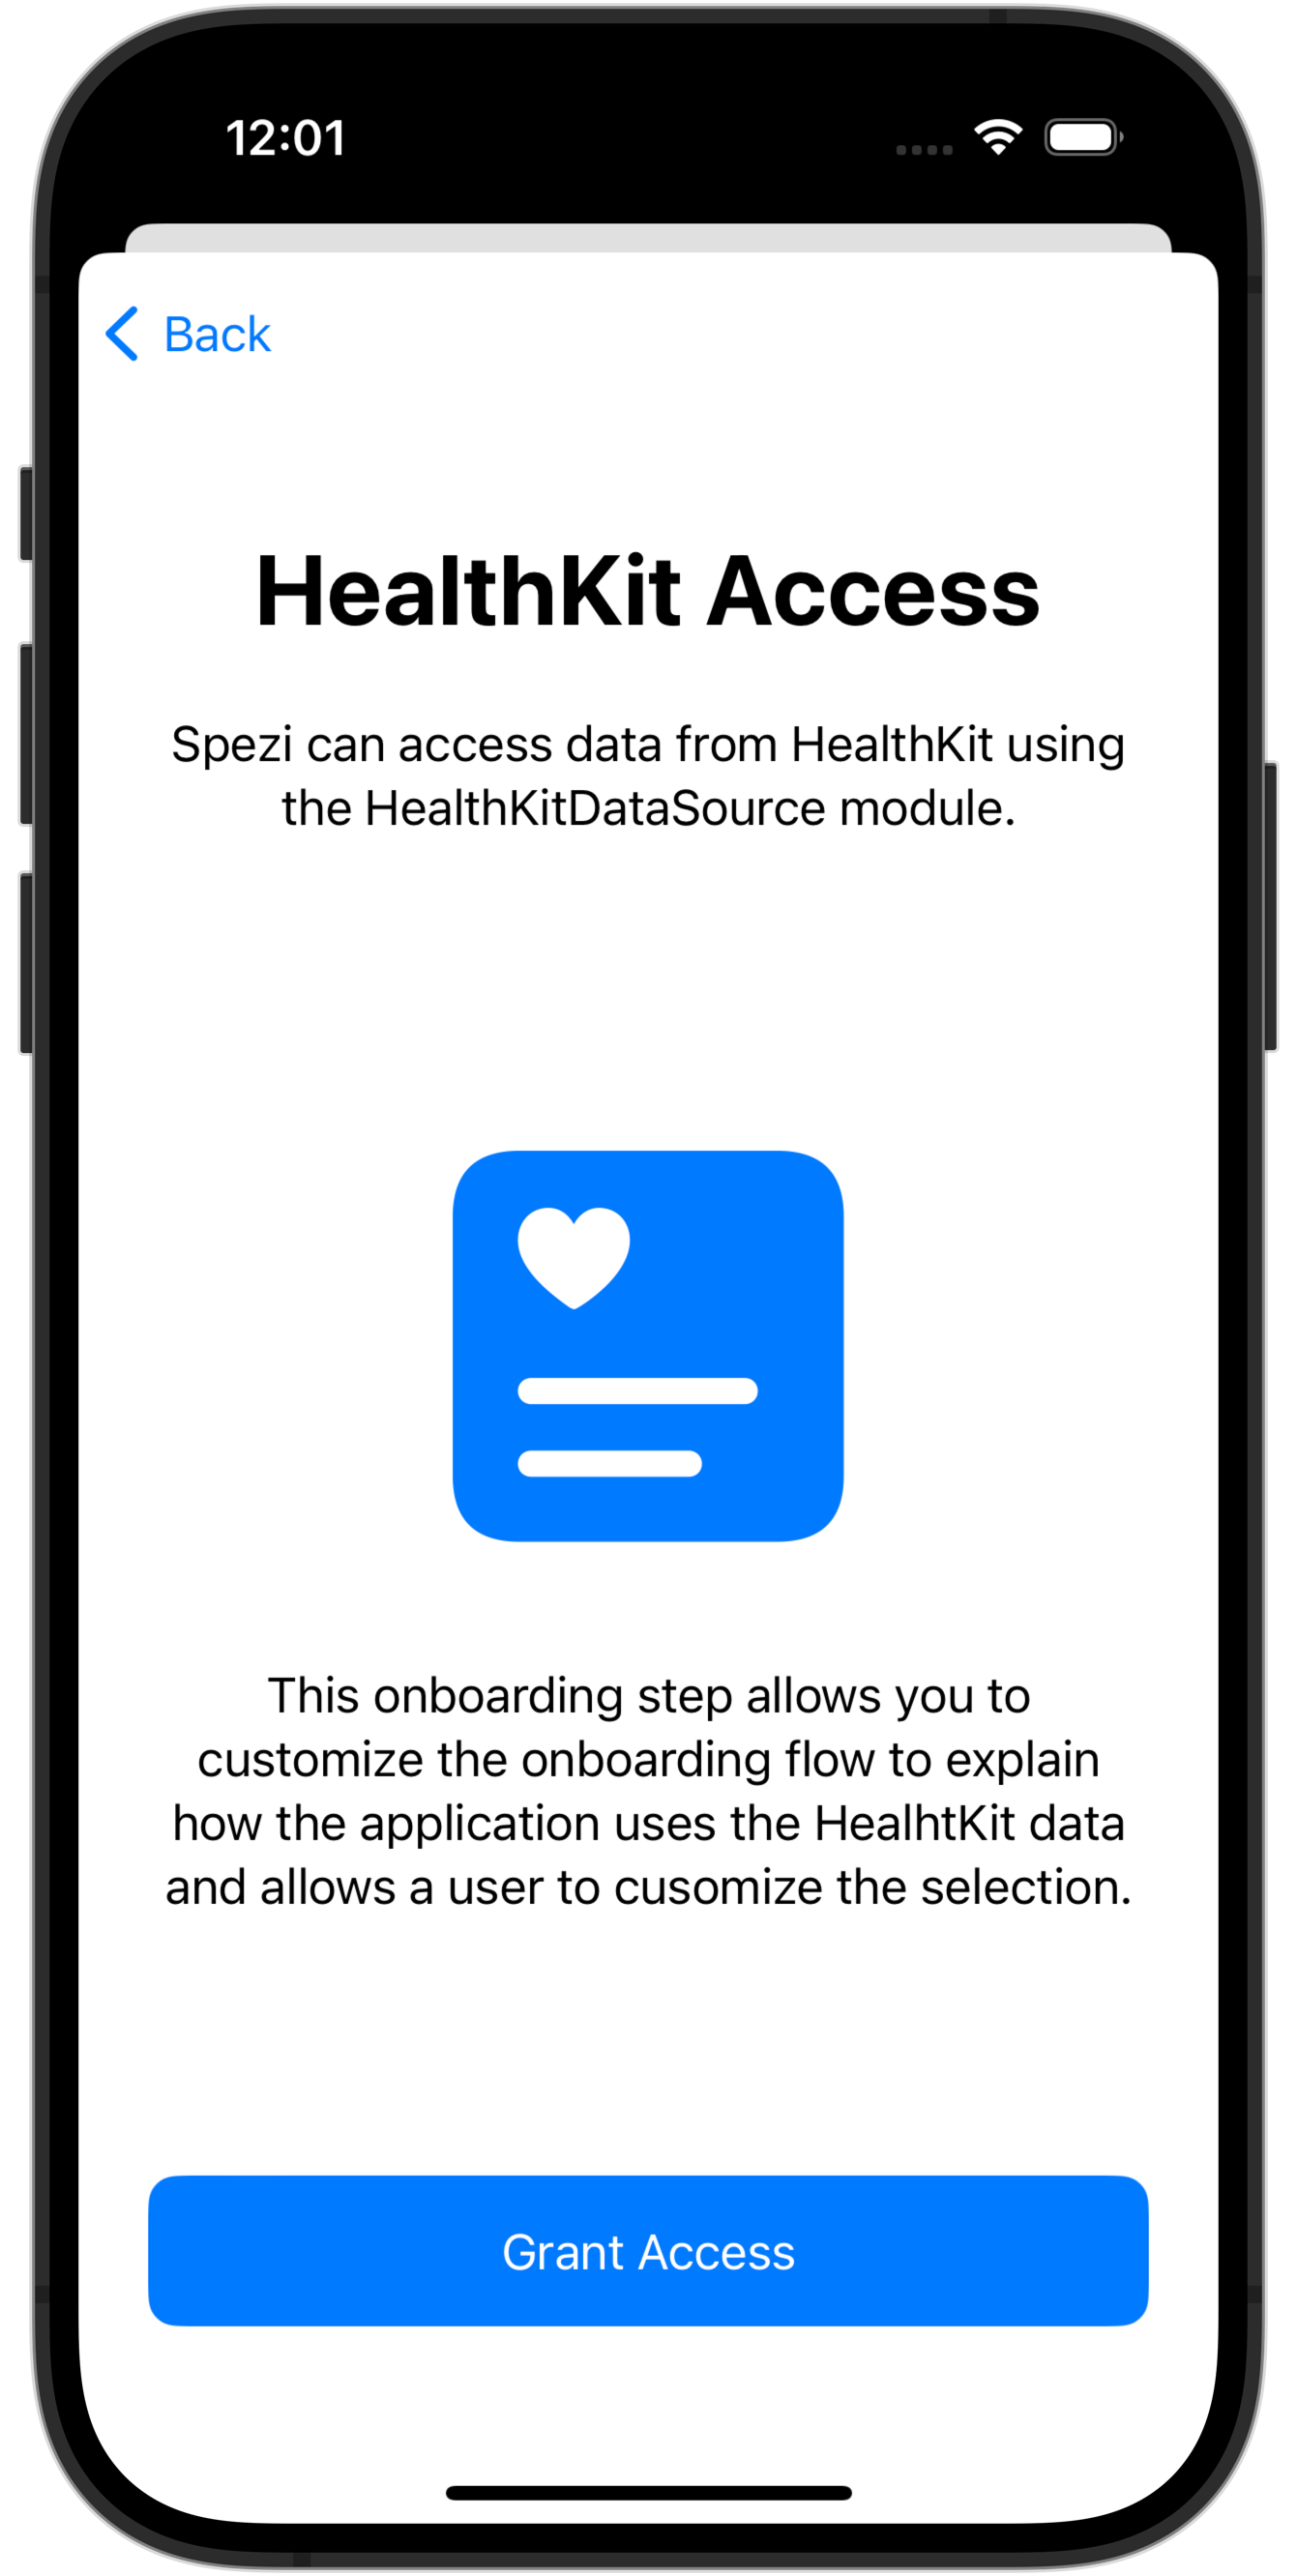 12:01
Back
HealthKit Access
Spezi can access data from HealthKit using
the HealthKitDataSource module.
This onboarding step allows you to
customize the onboarding flow to explain
how the application uses the HealhtKit data
and allows a user to cusomize the selection.
Grant Access